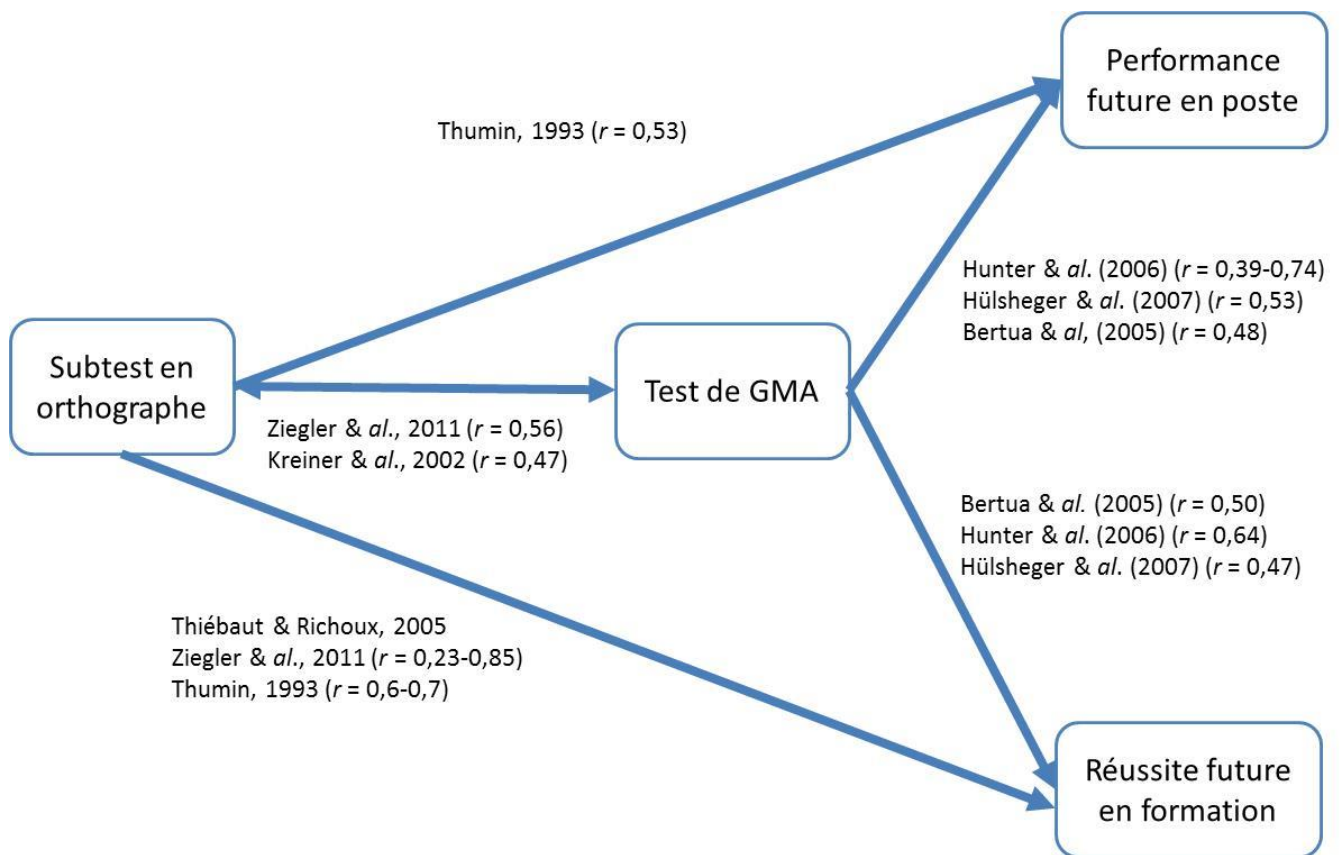 Performance
future en poste
Thumin, 1993 (r = 0,53)
Hunter & al. (2006) (r = 0,39-0,74)
Hülsheger & al. (2007) (r = 0,53)
Bertua & al, (2005) (r = 0,48)
Subtest en
orthographe
Test de GMA
Ziegler & al., 2011 (r = 0,56)
Kreiner & al., 2002 (r = 0,47)
Bertua & al. (2005) (r = 0,50)
Hunter & al. (2006) (r = 0,64)
Hülsheger & al. (2007) (r = 0,47)
Thiébaut & Richoux, 2005
Ziegler & al., 2011 (r = 0,23-0,85)
Thumin, 1993 (r = 0,6-0,7)
Réussite future
en formation